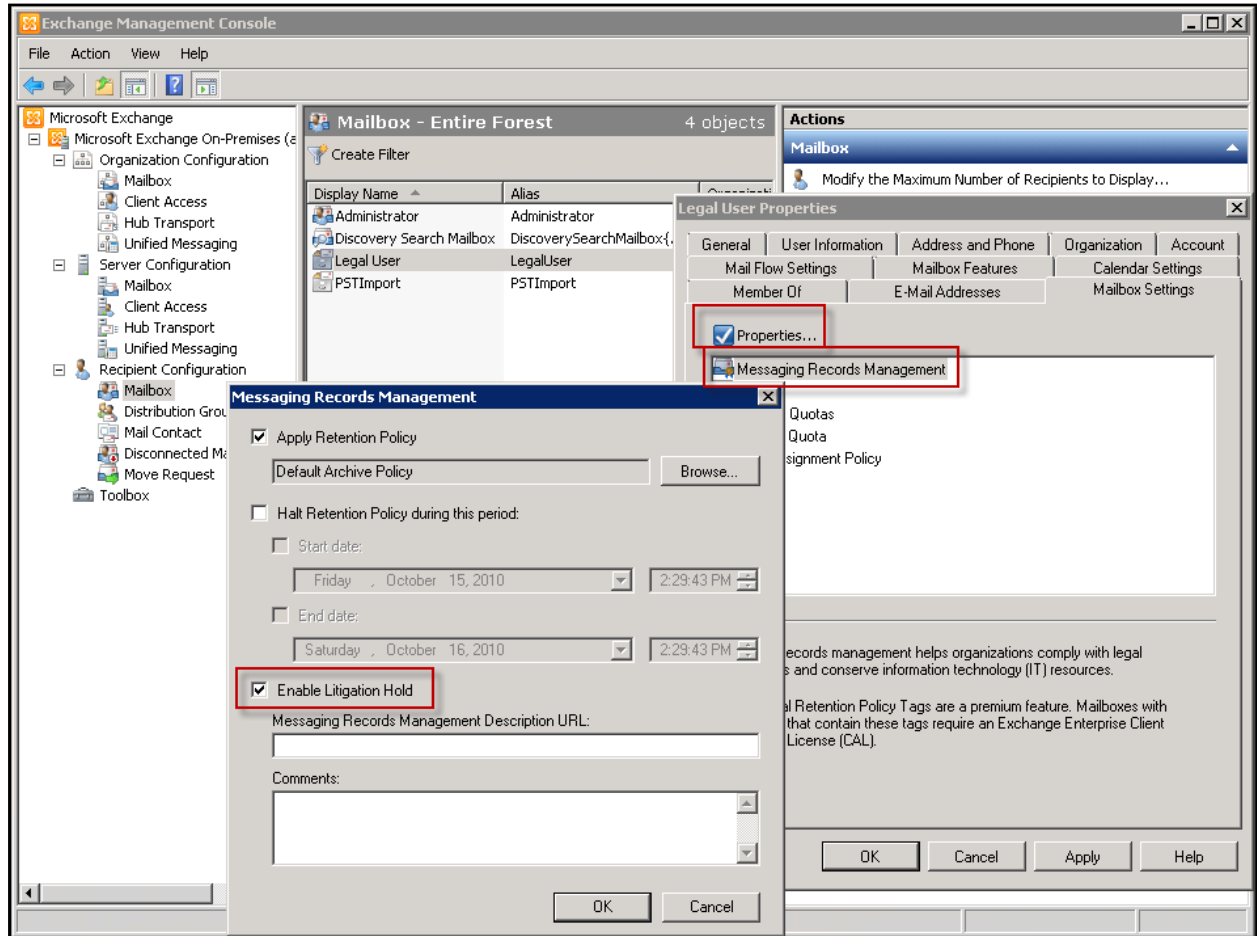 Exchange Management Console
File Action View Help
Microsoft Exchange
Microsoft Exchange On-Premises (a
Organization Configuration
Mailbox
Client Access
Hub Transport
Unified Messaging
Server Configuration
Mailbox
Client Access
Hub Transport
Unified Messaging
Recipient Configuration
Mailbox
Distribution Grou
Mail Contact
Disconnected Ma
Move Request
Toolbox
Mailbox - Entire Forest 4 objects
Create Filter
Display Name Alias Organizati
Administrator Administrator
Discovery Search Mailbox DiscoverySearchMailbox{.
Legal User LegalUser
PSTImport PSTImport
Actions
Mailbox
Modify the Maximum Number of Recipients to Display...
Legal User Properties
General User Information Address and Phone Organization Account
Mail Flow Settings Mailbox Features Calendar Settings
Member Of E-Mail Addresses Mailbox Settings
Properties...
Messaging Records Management
Quotas
Quota
signment Policy
ecords management helps organizations comply with legal
s and conserve information technology (IT) resources.
al Retention Policy Tags are a premium feature. Mailboxes with
that contain these tags require an Exchange Enterprise Client
License (CAL).
OK Cancel Apply Help
Messaging Records Management
Apply Retention Policy
Default Archive Policy Browse...
Halt Retention Policy during this period:
Start date:
Friday , October 15, 2010 2:29:43 PM
End date:
Saturday , October 16, 2010 2:29:43 PM
Enable Litigation Hold
Messaging Records Management Description URL:
Comments:
OK Cancel